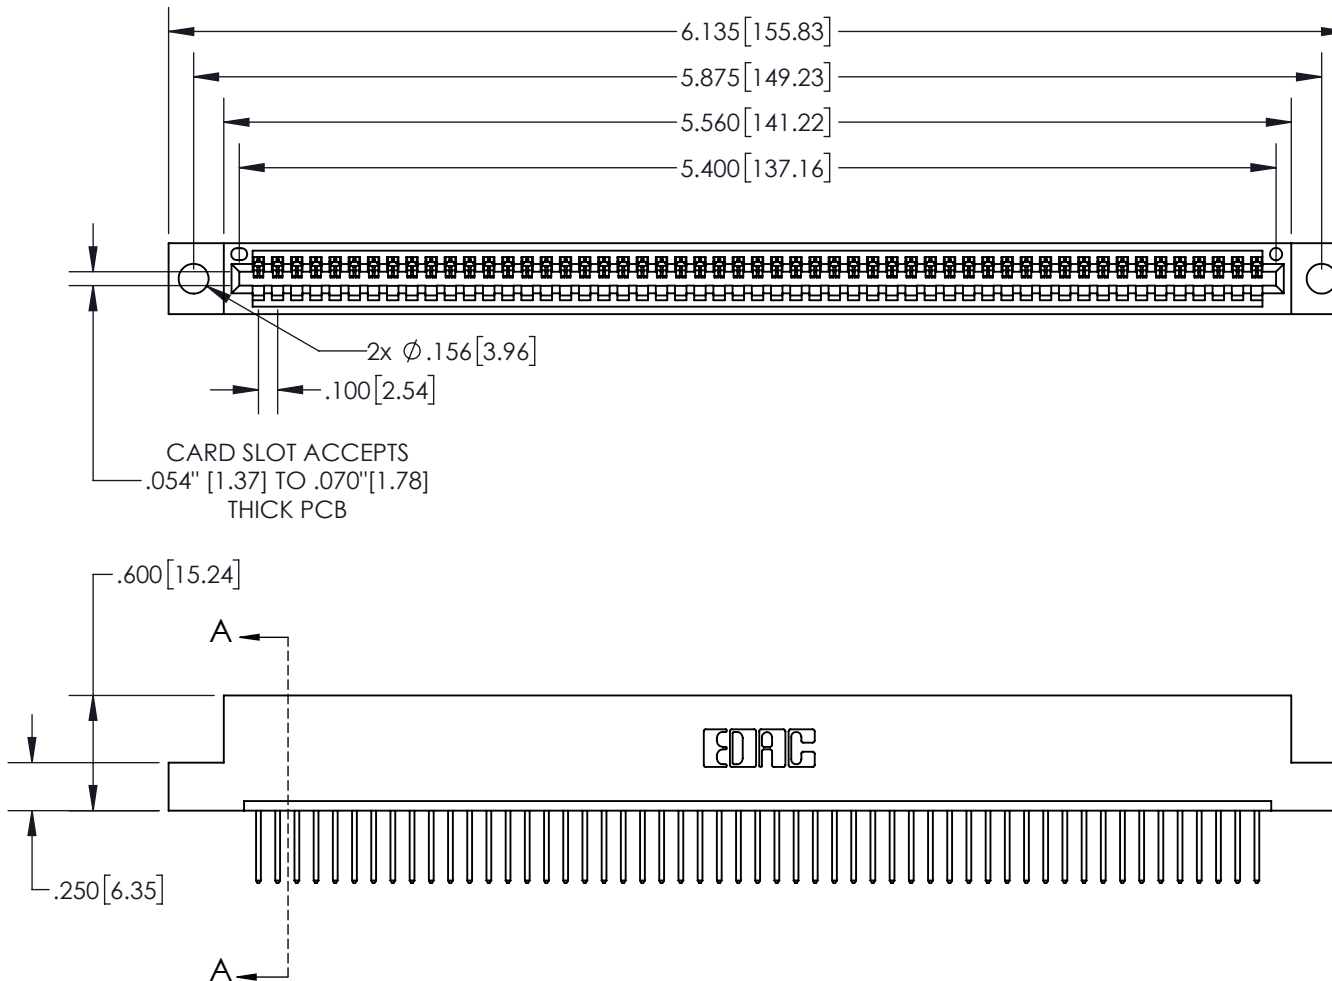 6.135[155.83]
5.875[149.23]
5.560[141.22]
5.400[137.16]
2x Ø.156[3.96]
.100[2.54]
CARD SLOT ACCEPTS
.054" [1.37] TO .070"[1.78]
THICK PCB
.600[15.24]
A
EDAC
.250[6.35]
A